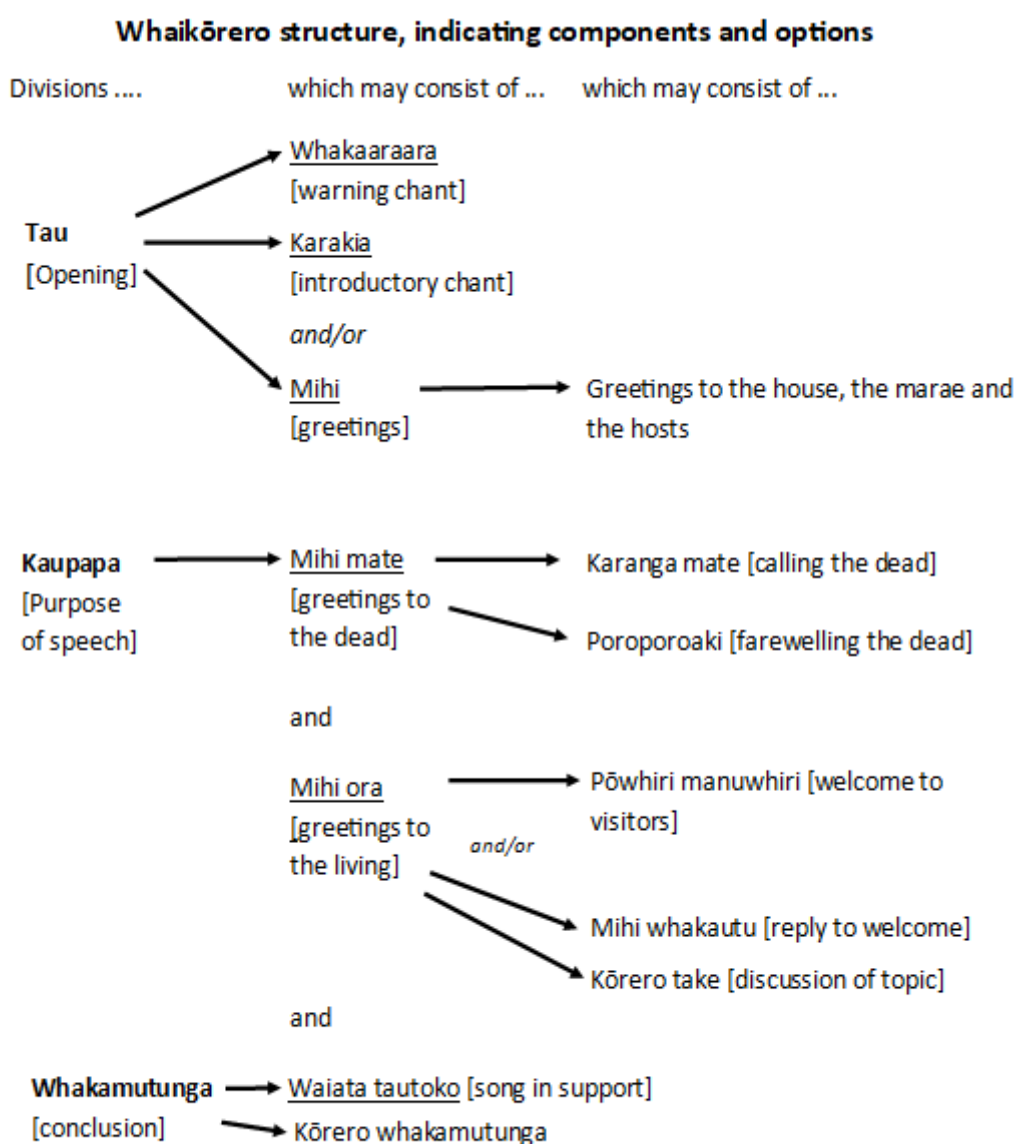 Whaikōrero structure, indicating components and options
Divisions .... which may consist of ... which may consist of ...
Whakaaraara
[warning chant]
Tau
[Opening]
Karakia
[introductory chant]
and/or
Mihi
[greetings]
Greetings to the house, the marae and
the hosts
Kaupapa
[Purpose
of speech]
Mihi mate
[greetings to
the dead]
Karanga mate [calling the dead]
Poroporoaki [farewelling the dead]
and
Mihi ora
[greetings to
the living]
and/or
Pōwhiri manuwhiri [welcome to
visitors]
Mihi whakautu [reply to welcome]
Kōrero take [discussion of topic]
and
Whakamutunga
[conclusion]
Waiata tautoko [song in support]
Kōrero whakamutunga